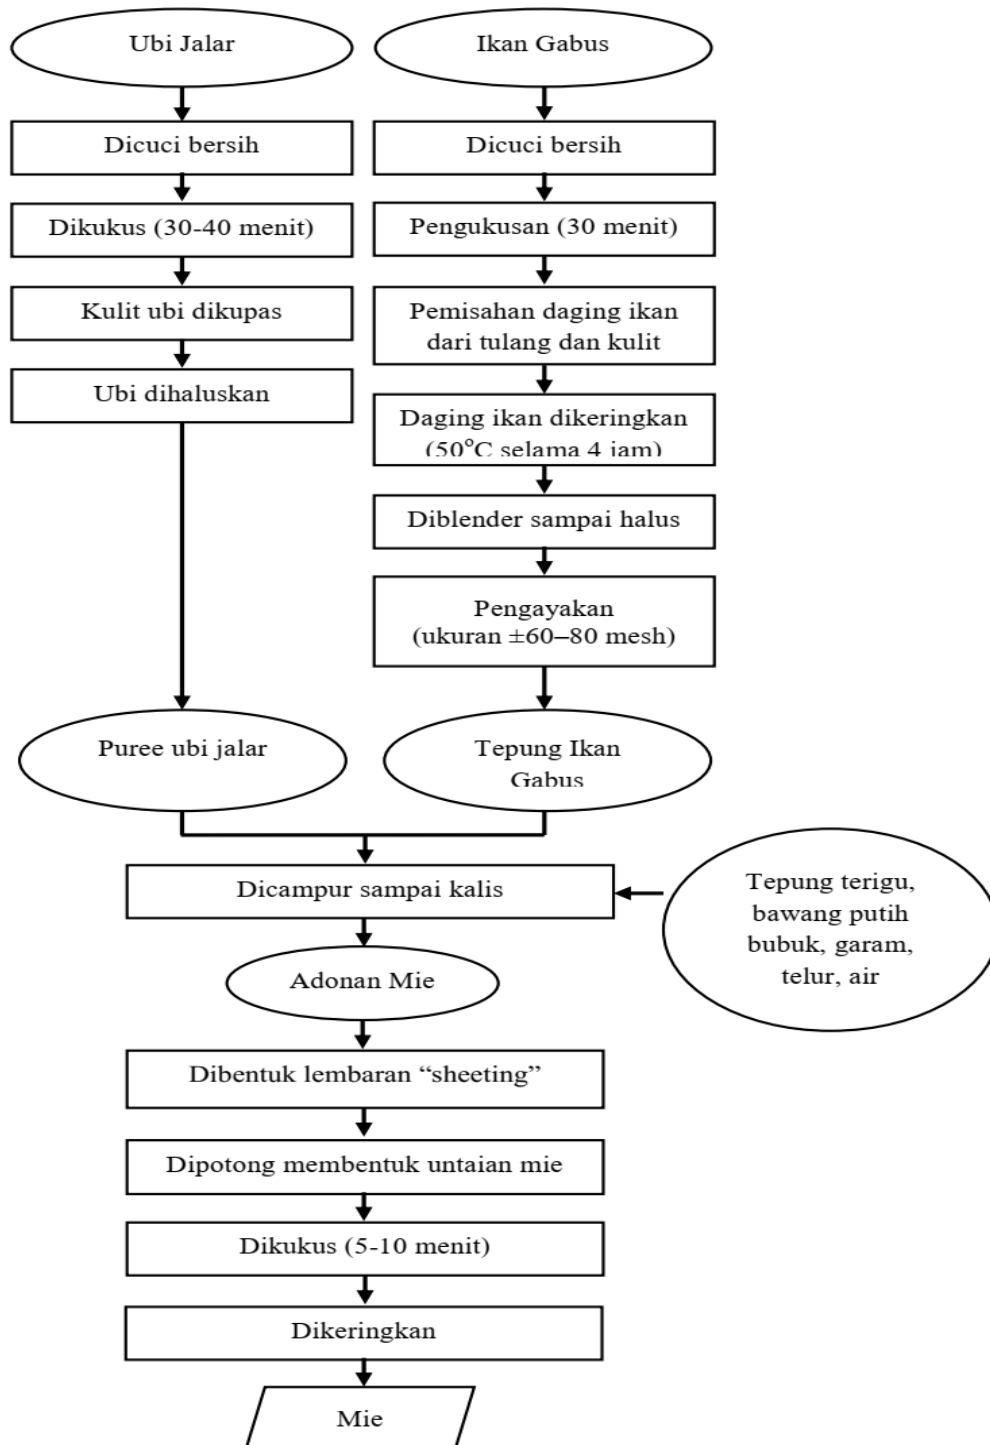 Ubi Jalar
Dicuci bersih
Dikukus (30-40 menit)
Kulit ubi dikupas
Ubi dihaluskan
Puree ubi jalar
Ikan Gabus
Dicuci bersih
Pengukusan (30 menit)
Pemisahan daging ikan
dari tulang dan kulit
Daging ikan dikeringkan
(50°C selama 4 jam)
Diblender sampai halus
Pengayakan
(ukuran ±60–80 mesh)
Tepung Ikan
Gabus
Dicampur sampai kalis
Tepung terigu,
bawang putih
bubuk, garam,
telur, air
Adonan Mie
Dibentuk lembaran “sheeting”
Dipotong membentuk untaian mie
Dikukus (5-10 menit)
Dikeringkan
Mie